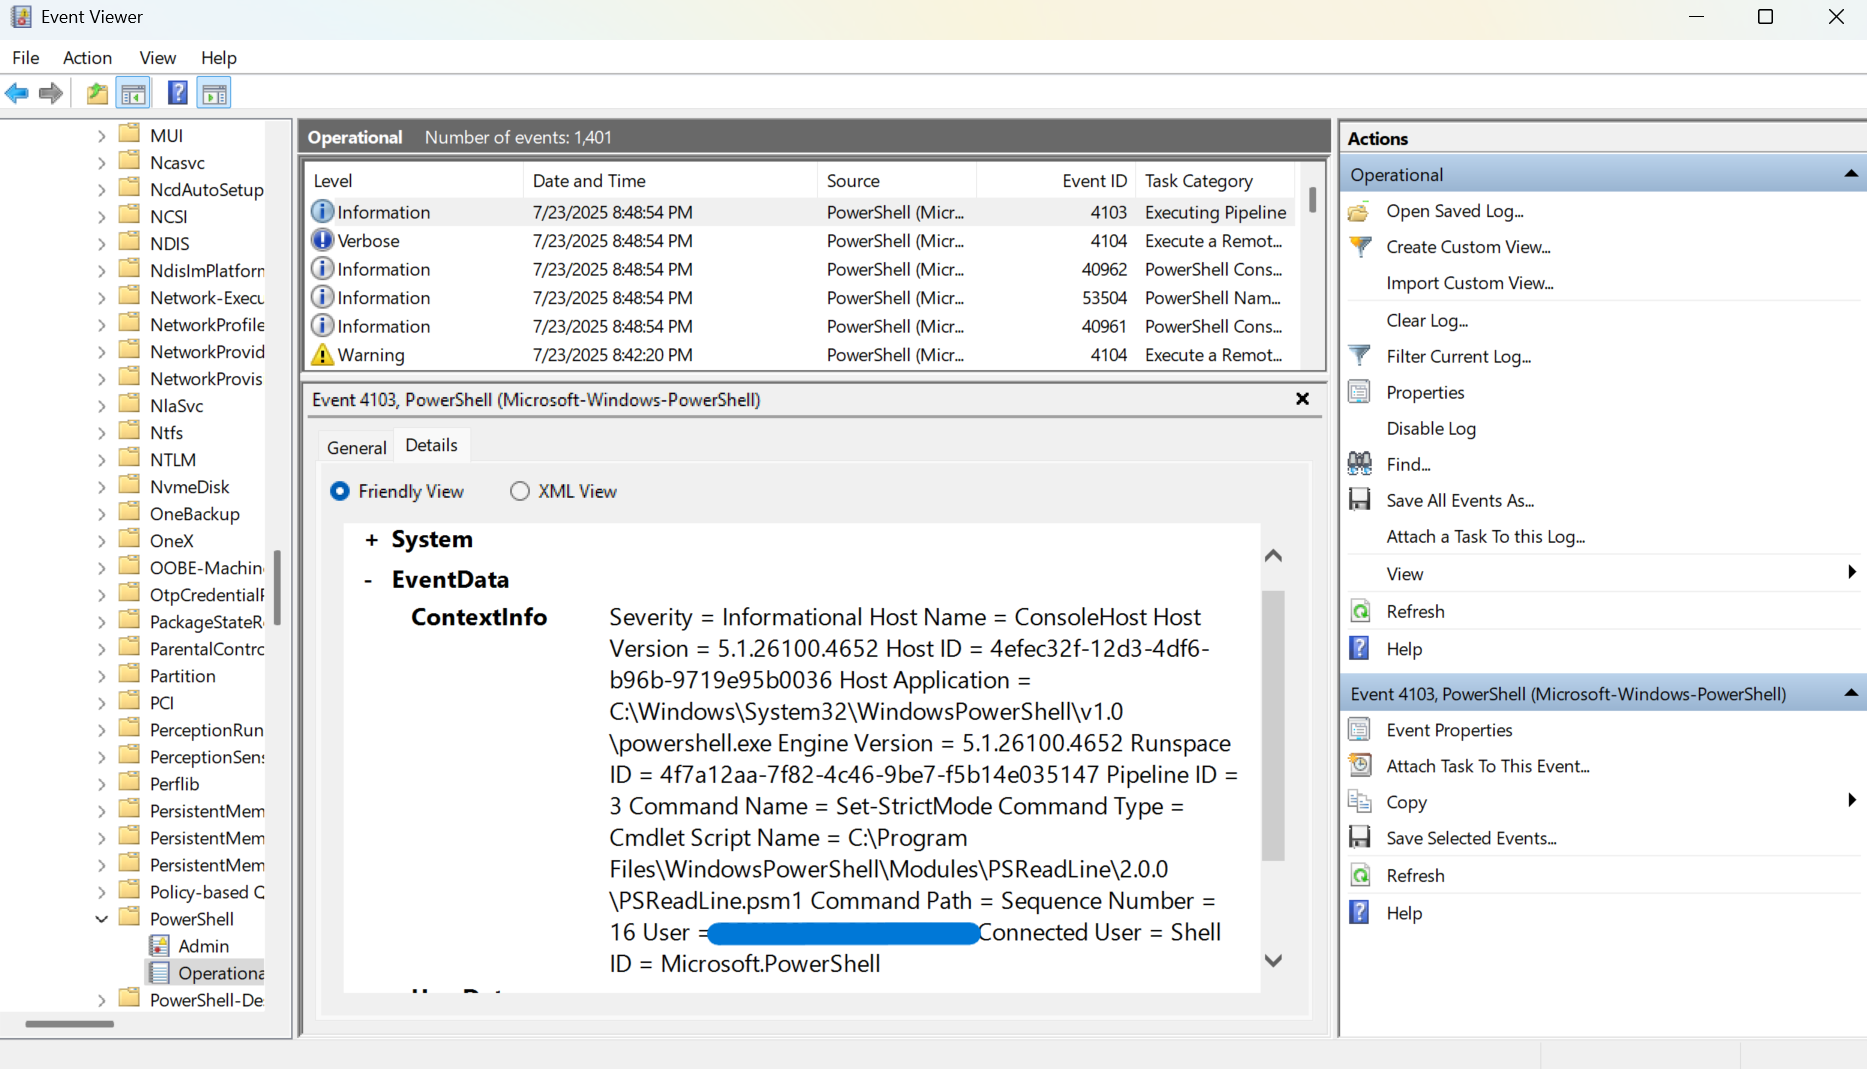 Event Viewer
File Action View Help
MUI
Ncasvc
NcdAutoSetup
NCSI
NDIS
NdisImPlatforn
Network-Execu
NetworkProfile
NetworkProvid
NetworkProvis
NlaSvc
Ntfs
NTLM
NvmeDisk
OneBackup
OneX
OOBE-Machin
OtpCredentialP
PackageStateR
ParentalContro
Partition
PCI
PerceptionRun
PerceptionSens
Perflib
PersistentMem
PersistentMem
PersistentMem
Policy-based Q
PowerShell
Admin
Operationa
PowerShell-De
Operational Number of events: 1,401
Level Date and Time Source Event ID Task Category
Information 7/23/2025 8:48:54 PM PowerShell (Micr... 4103 Executing Pipeline
Verbose 7/23/2025 8:48:54 PM PowerShell (Micr... 4104 Execute a Remot...
Information 7/23/2025 8:48:54 PM PowerShell (Micr... 40962 PowerShell Cons...
Information 7/23/2025 8:48:54 PM PowerShell (Micr... 53504 PowerShell Nam...
Information 7/23/2025 8:48:54 PM PowerShell (Micr... 40961 PowerShell Cons...
Warning 7/23/2025 8:42:20 PM PowerShell (Micr... 4104 Execute a Remot...
Event 4103, PowerShell (Microsoft-Windows-PowerShell)
General Details
Friendly View XML View
+ System
- EventData
ContextInfo Severity = Informational Host Name = ConsoleHost Host
Version = 5.1.26100.4652 Host ID = 4efec32f-12d3-4df6-
b96b-9719e95b0036 Host Application =
C:\Windows\System32\WindowsPowerShell\v1.0
\powershell.exe Engine Version = 5.1.26100.4652 Runspace
ID = 4f7a12aa-7f82-4c46-9be7-f5b14e035147 Pipeline ID =
3 Command Name = Set-StrictMode Command Type =
Cmdlet Script Name = C:\Program
Files\WindowsPowerShell\Modules\PSReadLine\2.0.0
\PSReadLine.psm1 Command Path = Sequence Number =
16 User = Connected User = Shell
ID = Microsoft.PowerShell
Actions
Operational
Open Saved Log...
Create Custom View...
Import Custom View...
Clear Log...
Filter Current Log...
Properties
Disable Log
Find...
Save All Events As...
Attach a Task To this Log...
View
Refresh
Help
Event 4103, PowerShell (Microsoft-Windows-PowerShell)
Event Properties
Attach Task To This Event...
Copy
Save Selected Events...
Refresh
Help